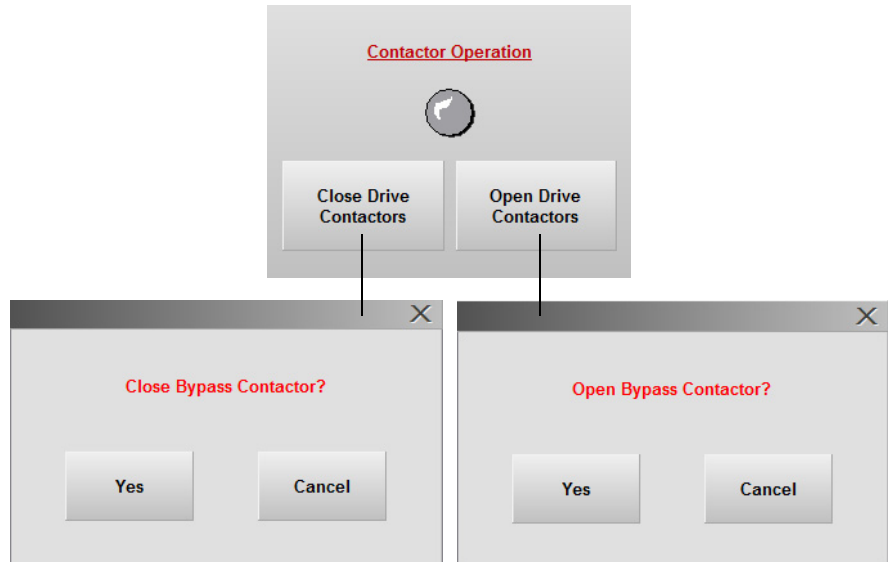 Contactor Operation
Close Drive
Contactors
Open Drive
Contactors
Close Bypass Contactor?
Yes
Cancel
Open Bypass Contactor?
Yes
Cancel